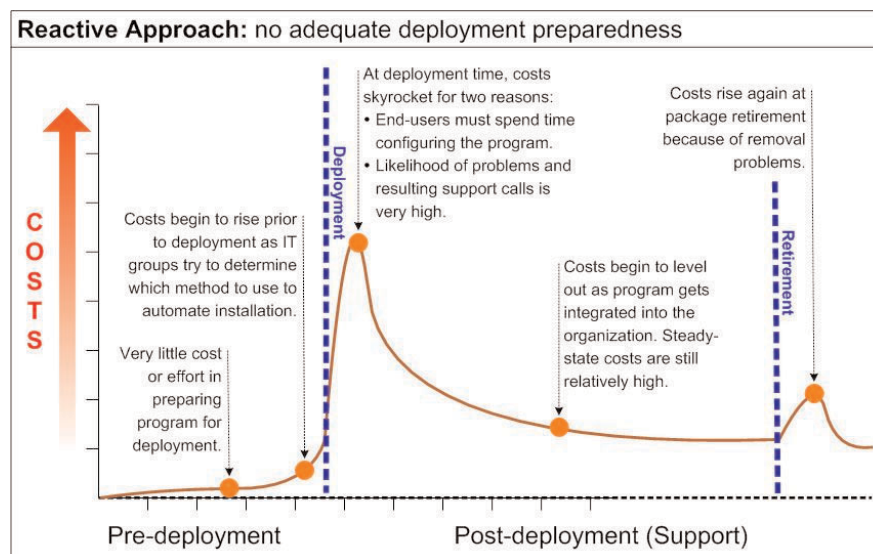 Reactive Approach: no adequate deployment preparedness
At deployment time, costs
skyrocket for two reasons:
• End-users must spend time
configuring the program.
• Likelihood of problems and
resulting support calls is
very high.
Costs rise again at
package retirement
because of removal
problems.
Deployment
Costs begin to rise prior
to deployment as IT
groups try to determine
which method to use to
automate installation.
Retirement
Costs begin to level
out as program gets
integrated into the
organization. Steady-
state costs are still
relatively high.
Very little cost
or effort in
preparing
program for
deployment.
COSTS
Pre-deployment
Post-deployment (Support)